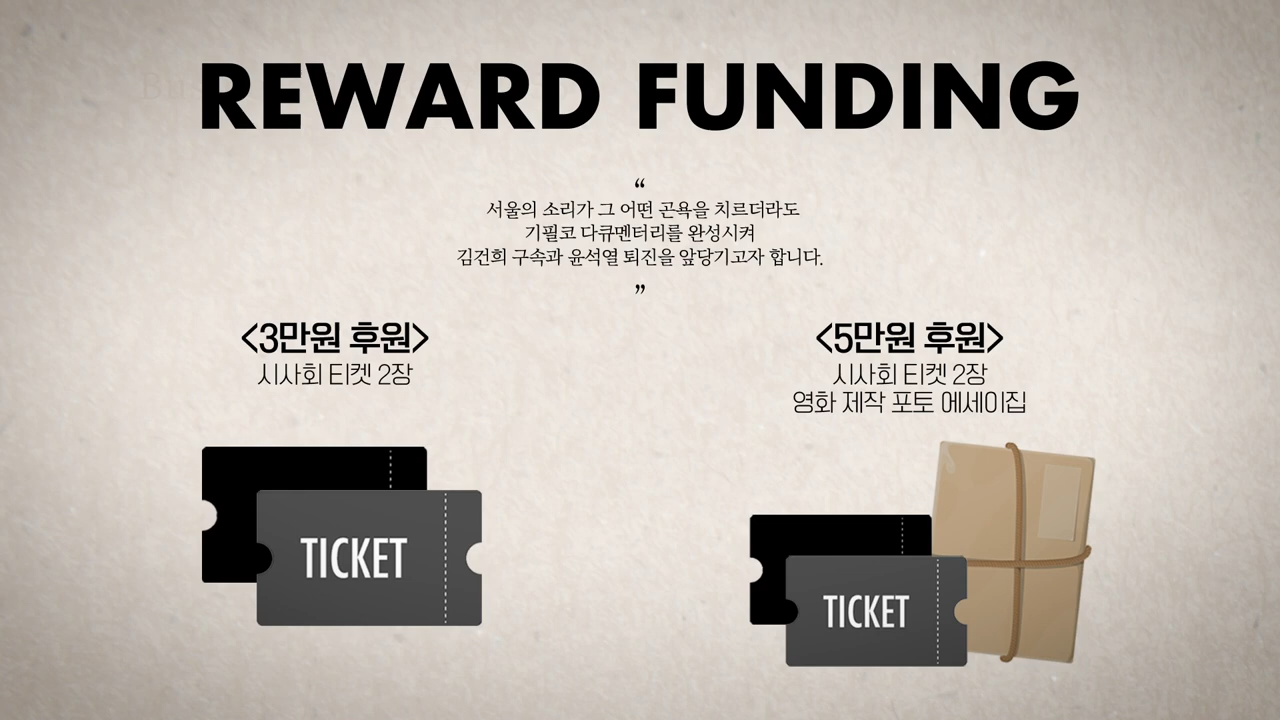 REWARD FUNDING
“
서울의 소리가 그 어떤 곤욕을 치르더라도
기필코 다큐멘터리를 완성시켜
김건희 구속과 윤석열 퇴진을 앞당기고자 합니다.
”
<3만원 후원>
시사회 티켓 2장
<5만원 후원>
시사회 티켓 2장
영화 제작 포토 에세이집
TICKET
TICKET